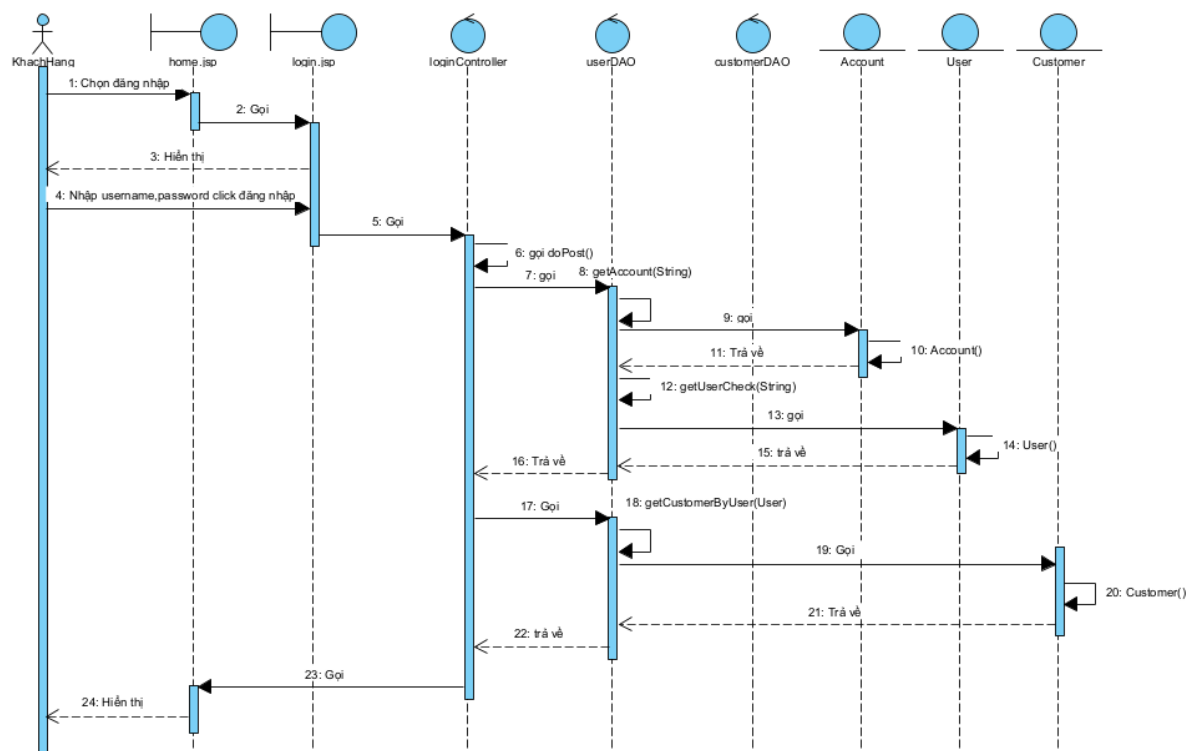 KhachHang
home.jsp
login.jsp
loginController
userDAO
customerDAO
Account
User
Customer
1: Chọn đăng nhập
2: Gọi
3: Hiển thị
4: Nhập username,password click đăng nhập
5: Gọi
6: gọi doPost()
7: gọi
8: getAccount(String)
9: gọi
10: Account()
11: Trả về
12: getUserCheck(String)
13: gọi
14: User()
15: trả về
16: Trả về
17: Gọi
18: getCustomerByUser(User)
19: Gọi
20: Customer()
21: Trả về
22: trả về
23: Gọi
24: Hiển thị